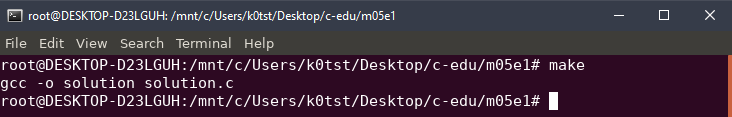 root@DESKTOP-D23LGUH: /mnt/c/Users/k0tst/Desktop/c-edu/m05e1
File Edit View Search Terminal Help
root@DESKTOP-D23LGUH:/mnt/c/Users/k0tst/Desktop/c-edu/m05e1# make
gcc -o solution solution.c
root@DESKTOP-D23LGUH:/mnt/c/Users/k0tst/Desktop/c-edu/m05e1#